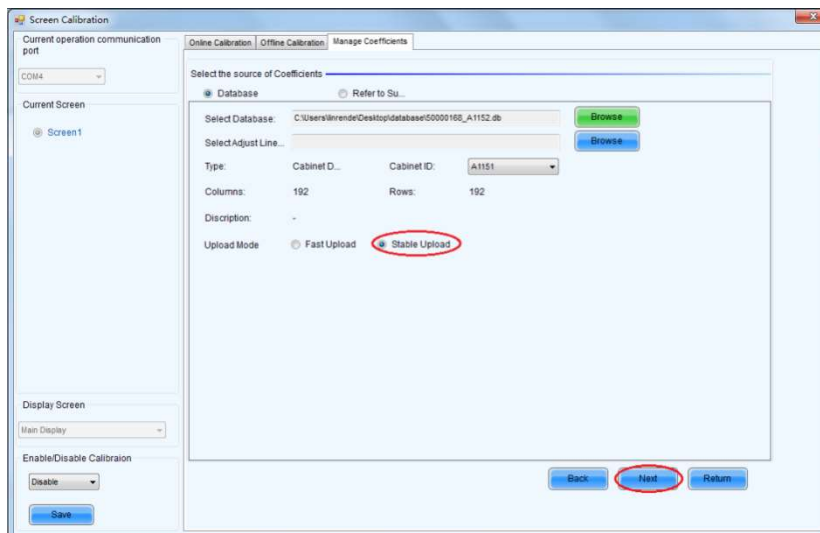 Screen Calibration
Current operation communication
port
COM4
Current Screen
Screen1
Display Screen
Main Display
Enable/Disable Calibraion
Disable
Save
Online Calibration Offline Calibration Manage Coefficients
Select the source of Coefficients
Database Refer to Su...
Select Database: C:\Users\linrende\Desktop\database\50000168_A1152.db Browse
Select Adjust Line... Browse
Type: Cabinet D... Cabinet ID: A1151
Columns: 192 Rows: 192
Discription: -
Upload Mode Fast Upload Stable Upload
Back Next Return